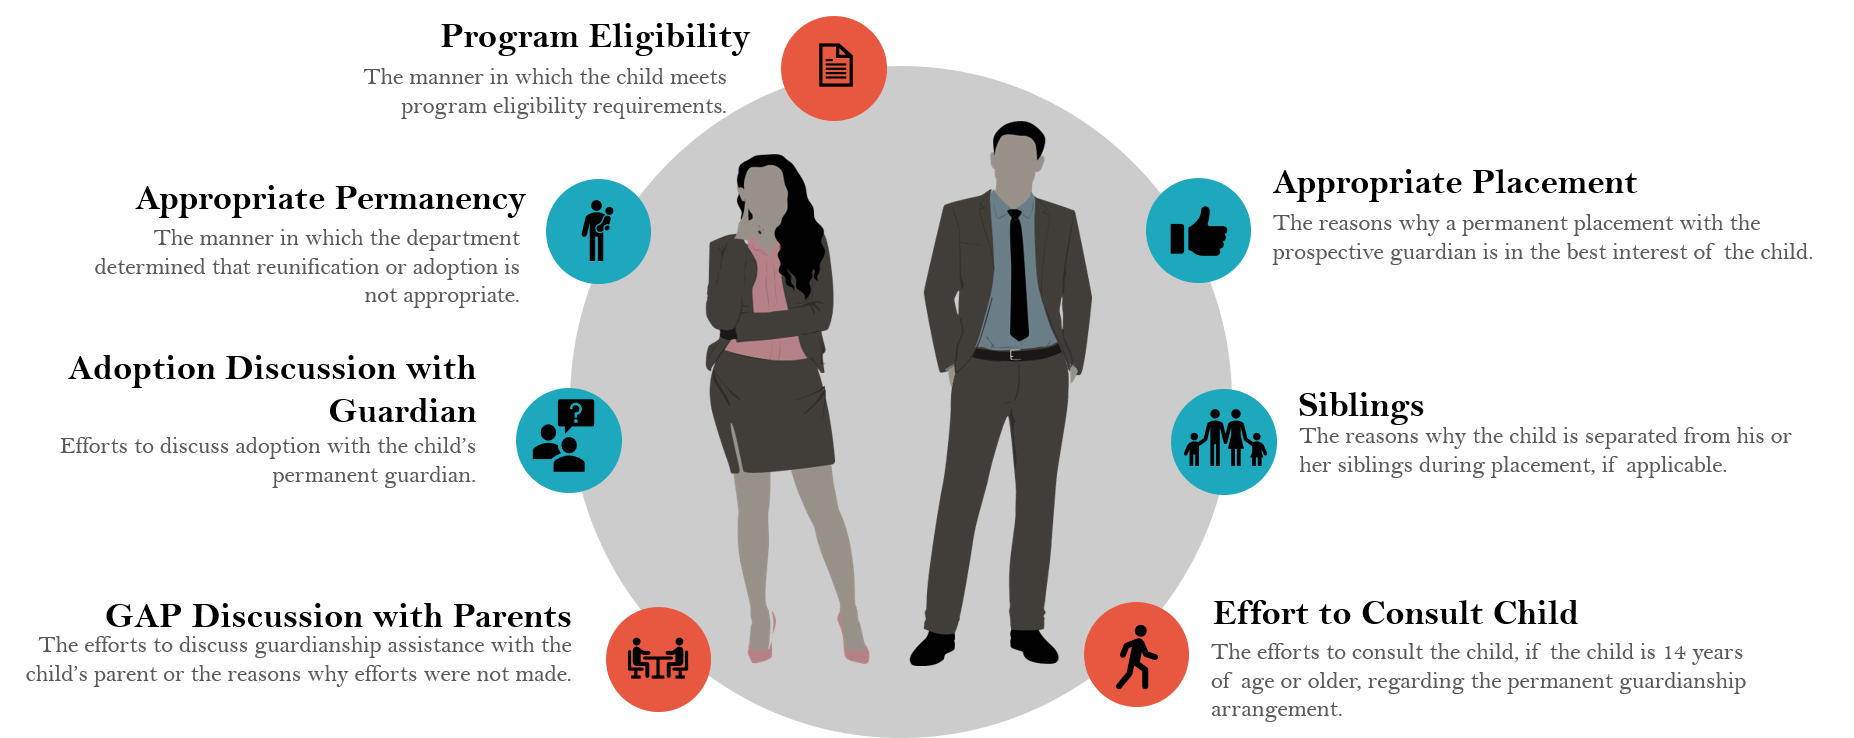 Program Eligibility
The manner in which the child meets
program eligibility requirements.
Appropriate Permanency
The manner in which the department
determined that reunification or adoption is
not appropriate.
Adoption Discussion with
Guardian
Efforts to discuss adoption with the child’s
permanent guardian.
GAP Discussion with Parents
The efforts to discuss guardianship assistance with the
child’s parent or the reasons why efforts were not made.
Appropriate Placement
The reasons why a permanent placement with the
prospective guardian is in the best interest of the child.
Siblings
The reasons why the child is separated from his or
her siblings during placement, if applicable.
Effort to Consult Child
The efforts to consult the child, if the child is 14 years
of age or older, regarding the permanent guardianship
arrangement.
?